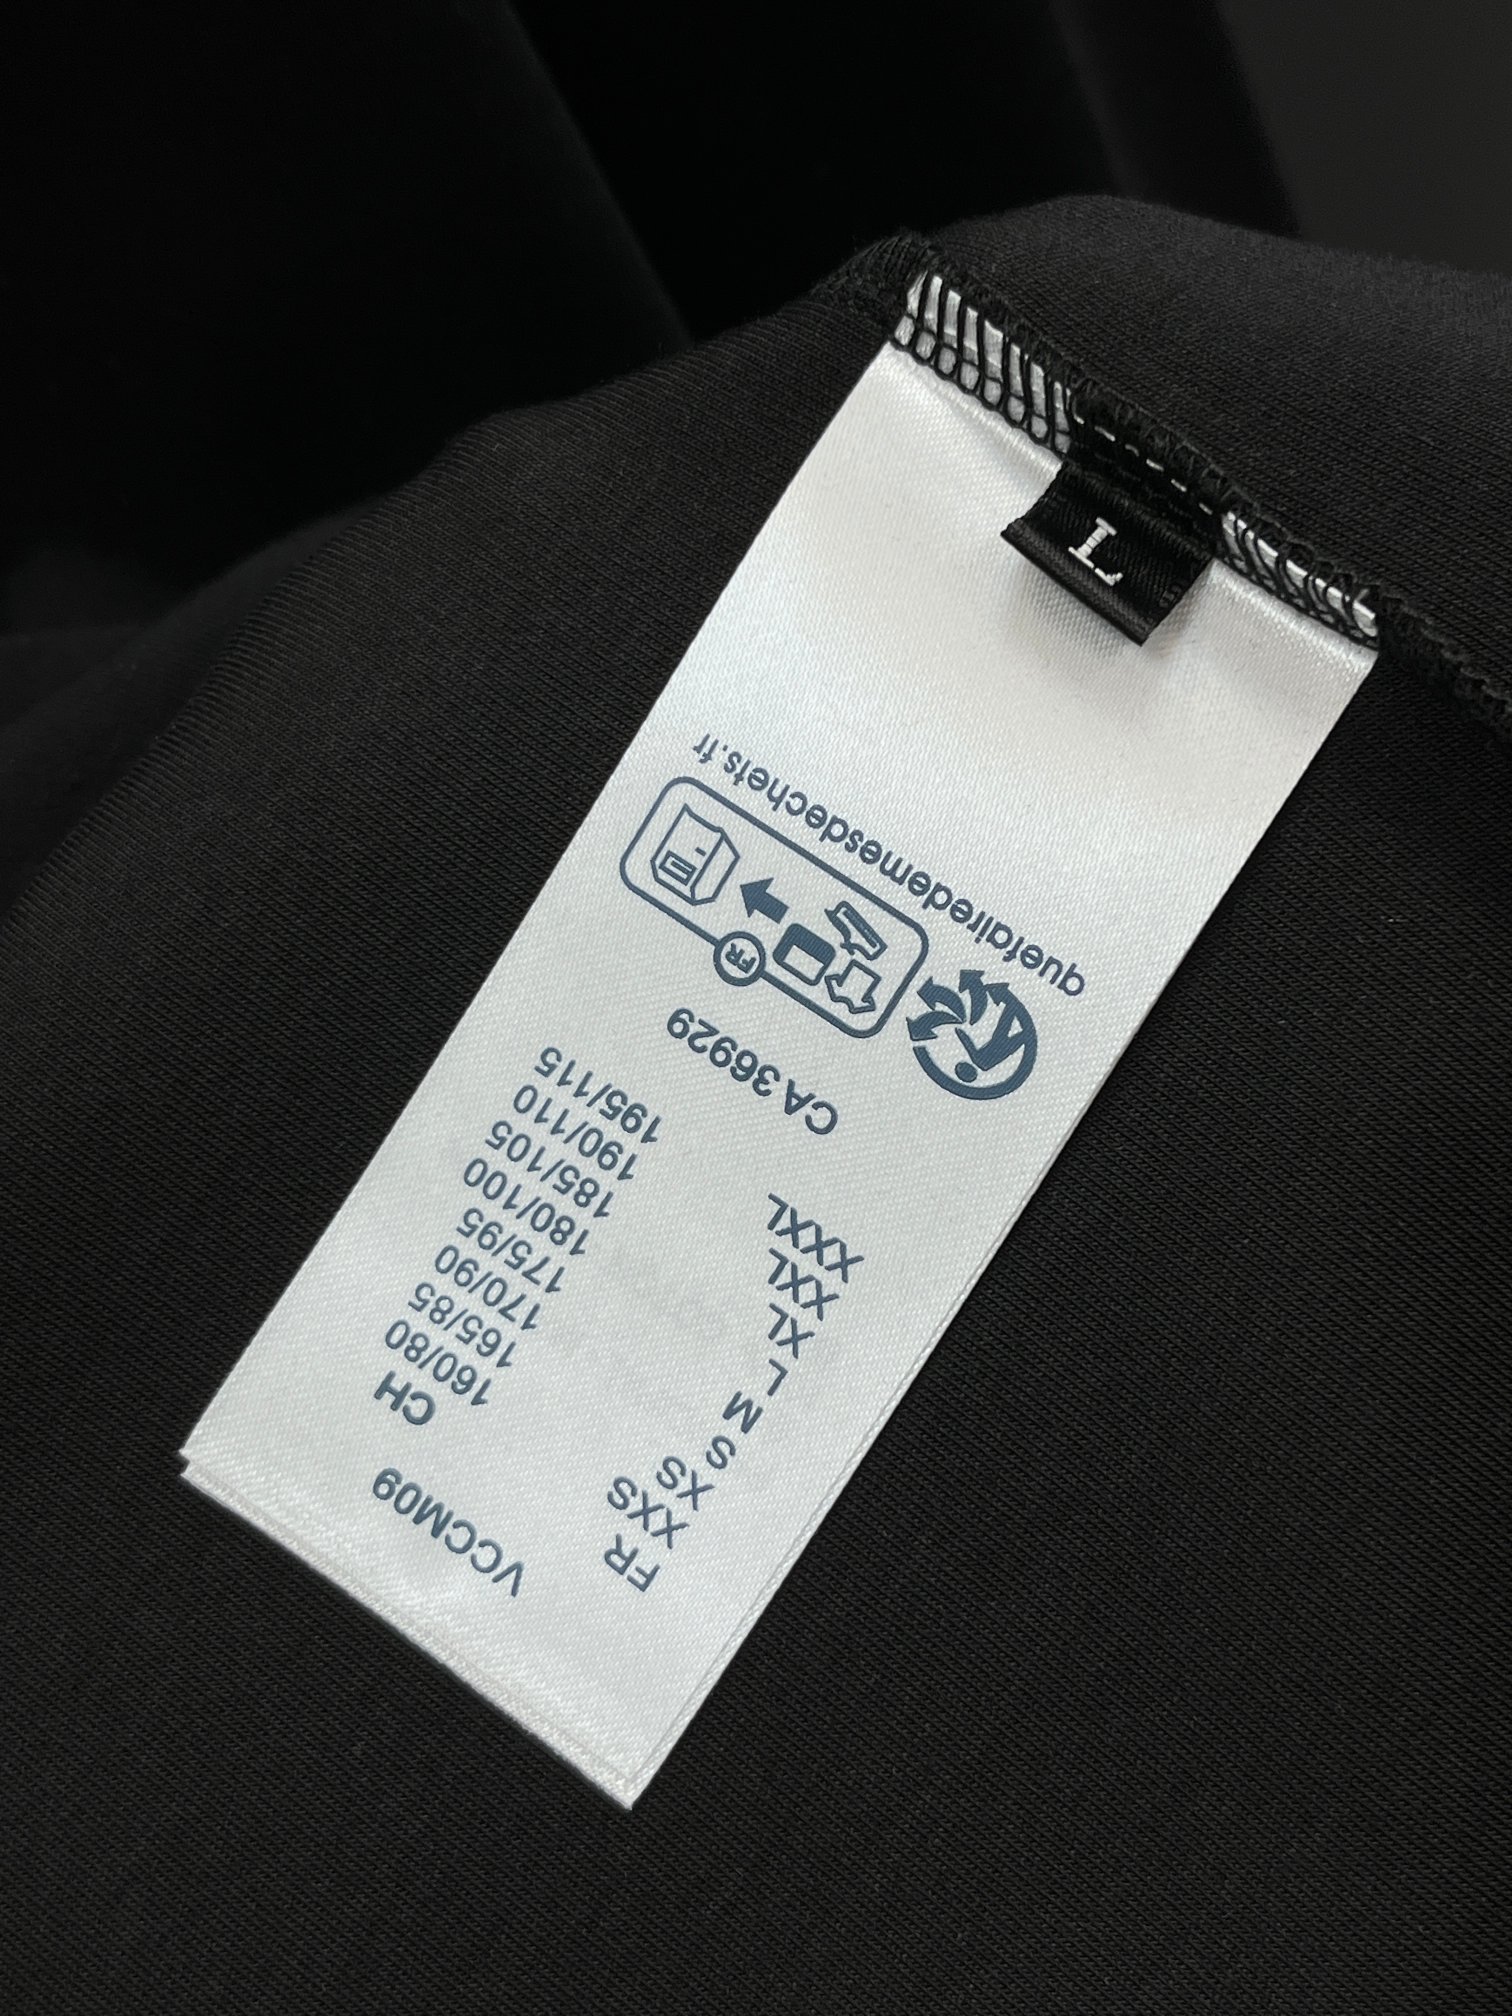 L
VCCM09
FR CH
XXS 160/80
XS 165/85
S 170/90
M 175/95
L 180/100
XL 185/105
XXL 190/110
XXXL 195/115
CA 36929
FR
quefairedemesdechets.fr